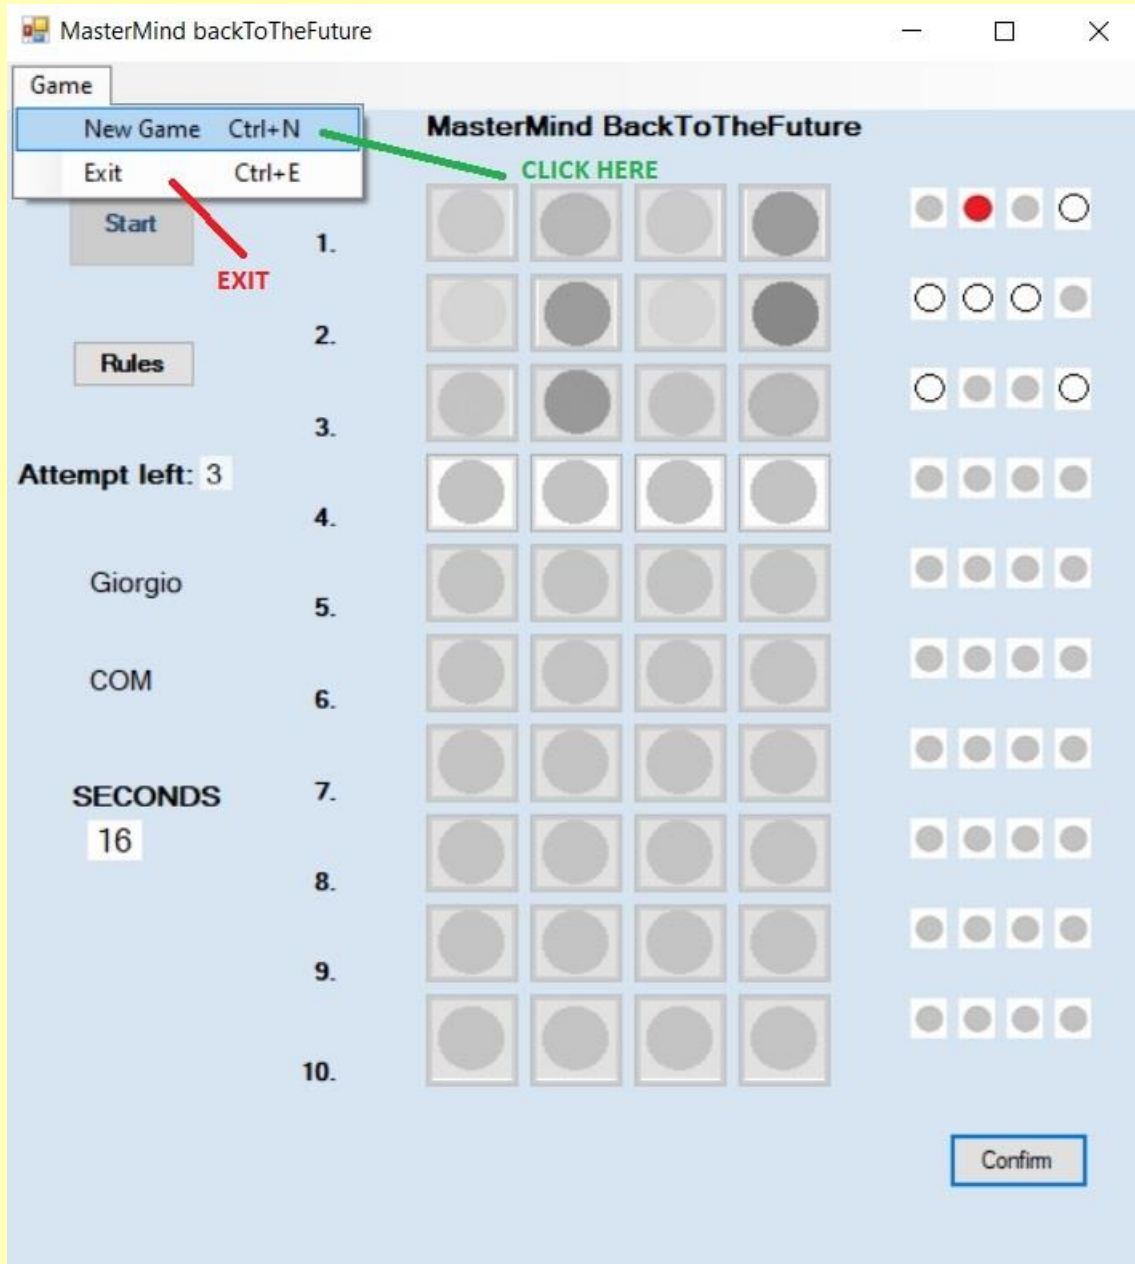 MasterMind backToTheFuture
Game
New Game Ctrl+N
Exit Ctrl+E
MasterMind BackToTheFuture
CLICK HERE
Start
EXIT
Rules
Attempt left: 3
Giorgio
COM
SECONDS
16
1.
2.
3.
4.
5.
6.
7.
8.
9.
10.
Confirm